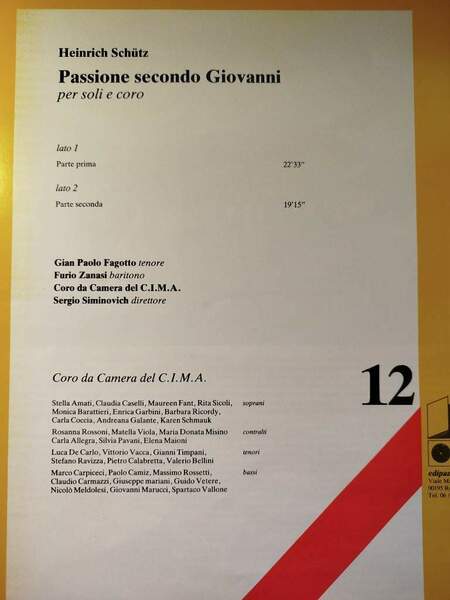 Heinrich Schütz
Passione secondo Giovanni
per soli e coro
lato 1
Parte prima 22'33"
lato 2
Parte seconda 19'15"
Gian Paolo Fagotto tenore
Furio Zanasi baritono
Coro da Camera del C.I.M.A.
Sergio Siminovich direttore
12
Coro da Camera del C.I.M.A.
Stella Amati, Claudia Caselli, Maureen Fant, Rita Sicoli, soprani
Monica Barattieri, Enrica Garbini, Barbara Ricordy,
Carla Coccia, Andreana Galante, Karen Schmauk
Rosanna Rossoni, Matella Viola, Maria Donata Misino contralti
Carla Allegra, Silvia Pavani, Elena Maioni
Luca De Carlo, Vittorio Vacca, Gianni Timpani, tenori
Stefano Ravizza, Pietro Calabretta, Valerio Bellini
Marco Carpiceci, Paolo Camiz, Massimo Rossetti, bassi
Claudio Carmazzi, Giuseppe mariani, Guido Vetere,
Nicolò Meldolesi, Giovanni Marucci, Spartaco Vallone
Viale
00195
Tel. 06